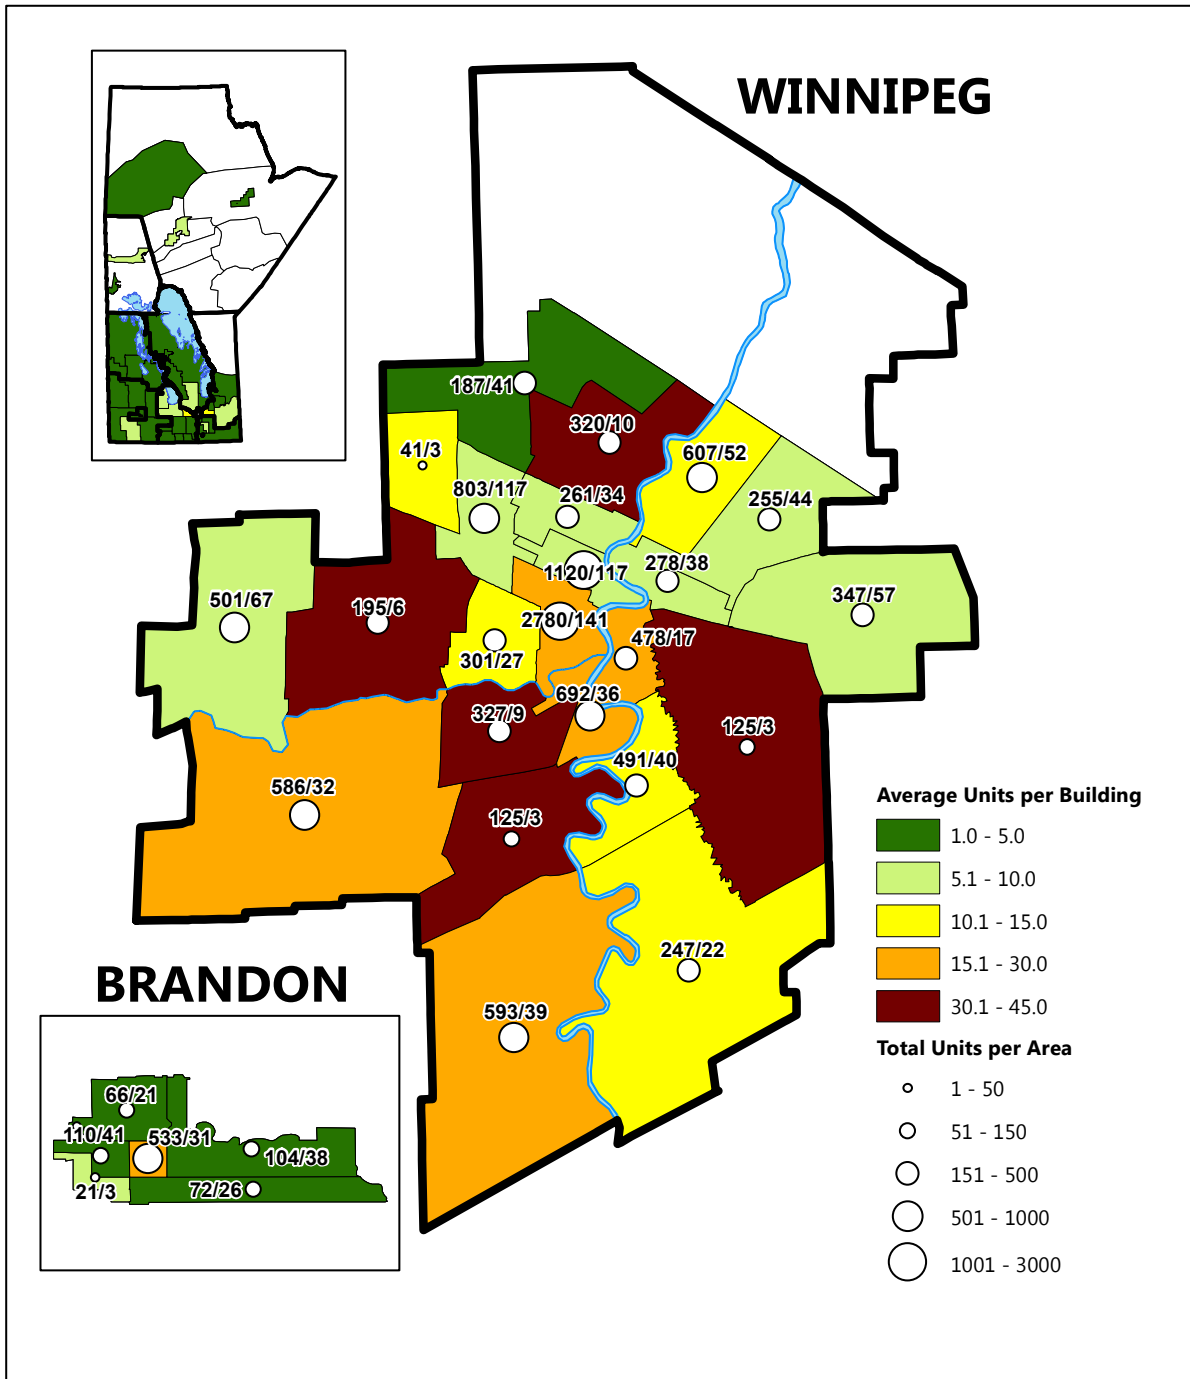 WINNIPEG
187/41
320/10
41/3
607/52
803/117
261/34
255/44
1120/117
278/38
501/67
195/6
2780/141
347/57
478/17
301/27
692/36
327/9
125/3
491/40
586/32
125/3
247/22
593/39
Average Units per Building
1.0 - 5.0
5.1 - 10.0
10.1 - 15.0
15.1 - 30.0
30.1 - 45.0
Total Units per Area
1 - 50
51 - 150
151 - 500
501 - 1000
1001 - 3000
BRANDON
66/21
110/41
533/31
104/38
21/3
72/26